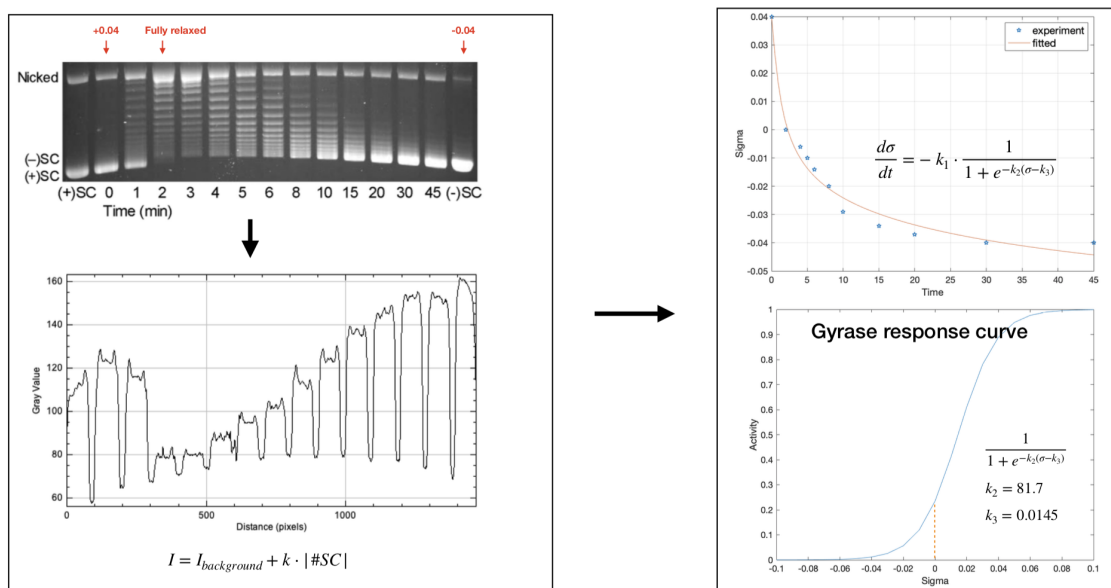 +0.04 Fully relaxed -0.04
Nicked
(–)SC
(+)SC
(+)SC 0 1 2 3 4 5 6 8 10 15 20 30 45 (-)SC
Time (min)
160
140
120
100
80
60
Gray Value
0 500 1000
Distance (pixels)
I = I_background + k · |#SC|
0.04
0.04
0.02
0.01
0
-0.01
-0.02
-0.03
-0.04
-0.05
Sigma
experiment
fitted
dσ/dt = − k₁ · 1/(1 + e^{−k₂(σ−k₃)})
0 5 10 15 20 25 30 35 40 45
Time
1
0.9
0.8
0.7
0.6
0.5
0.4
0.3
0.2
0.1
0
Activity
Gyrase response curve
1/(1 + e^{−k₂(σ−k₃)})
k₂ = 81.7
k₃ = 0.0145
-0.1 -0.08 -0.06 -0.04 -0.02 0 0.02 0.04 0.06 0.08 0.1
Sigma